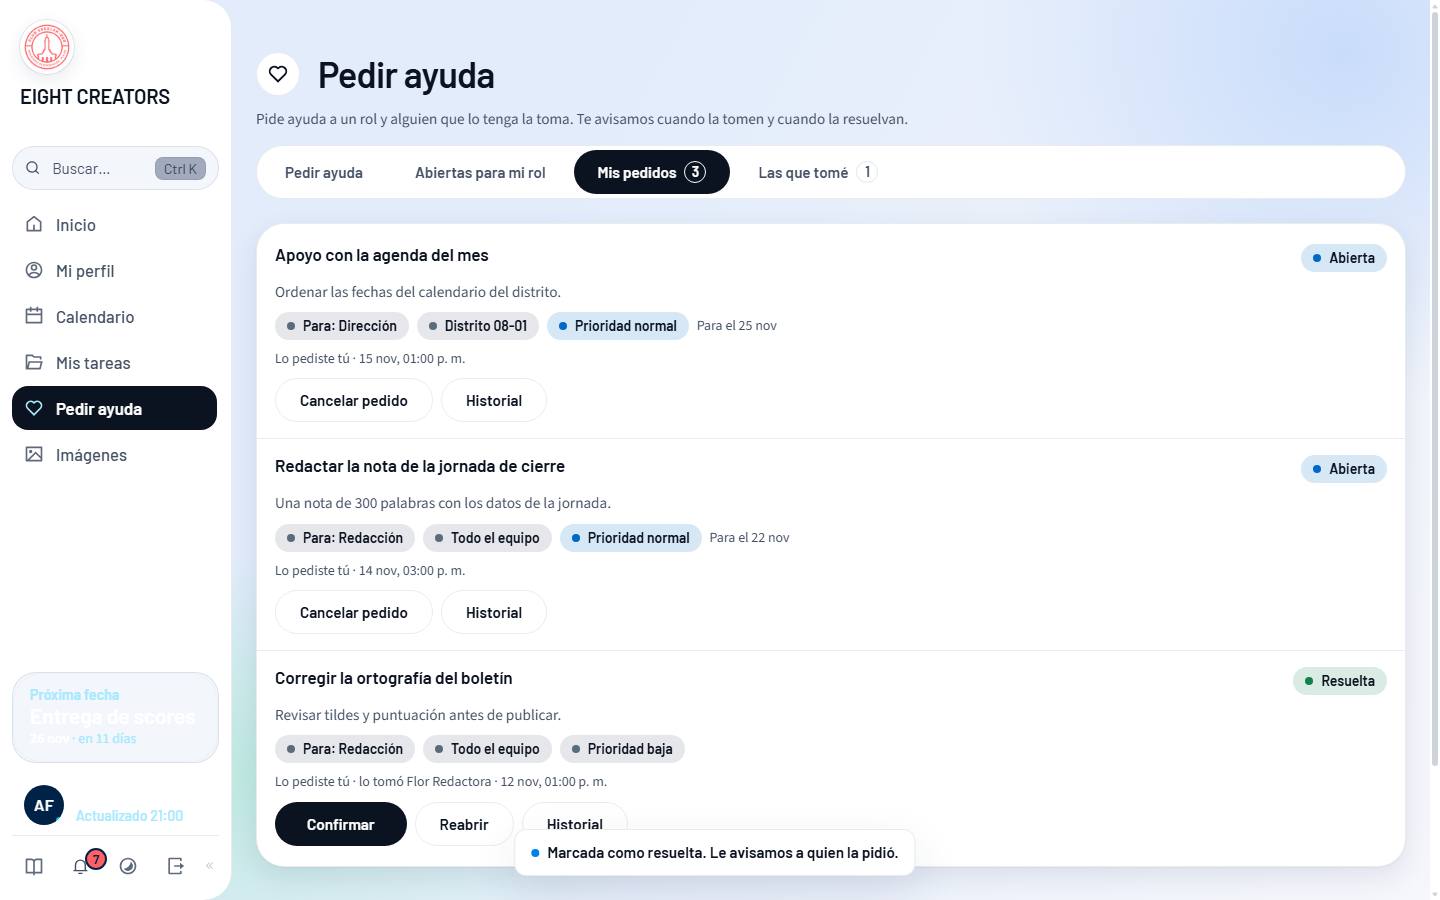 EIGHT CREATORS
Buscar...
Ctrl K
Inicio
Mi perfil
Calendario
Mis tareas
Pedir ayuda
Imágenes
Próxima fecha
Entrega de scores
26 nov · en 11 días
AF
Actualizado 21:00
7
«
Pedir ayuda
Pide ayuda a un rol y alguien que lo tenga la toma. Te avisamos cuando la tomen y cuando la resuelvan.
Pedir ayuda
Abiertas para mi rol
Mis pedidos 3
Las que tomé 1
Apoyo con la agenda del mes
Abierta
Ordenar las fechas del calendario del distrito.
Para: Dirección
Distrito 08-01
Prioridad normal
Para el 25 nov
Lo pediste tú · 15 nov, 01:00 p. m.
Cancelar pedido
Historial
Redactar la nota de la jornada de cierre
Abierta
Una nota de 300 palabras con los datos de la jornada.
Para: Redacción
Todo el equipo
Prioridad normal
Para el 22 nov
Lo pediste tú · 14 nov, 03:00 p. m.
Cancelar pedido
Historial
Corregir la ortografía del boletín
Resuelta
Revisar tildes y puntuación antes de publicar.
Para: Redacción
Todo el equipo
Prioridad baja
Lo pediste tú · lo tomó Flor Redactora · 12 nov, 01:00 p. m.
Confirmar
Reabrir
Historial
Marcada como resuelta. Le avisamos a quien la pidió.